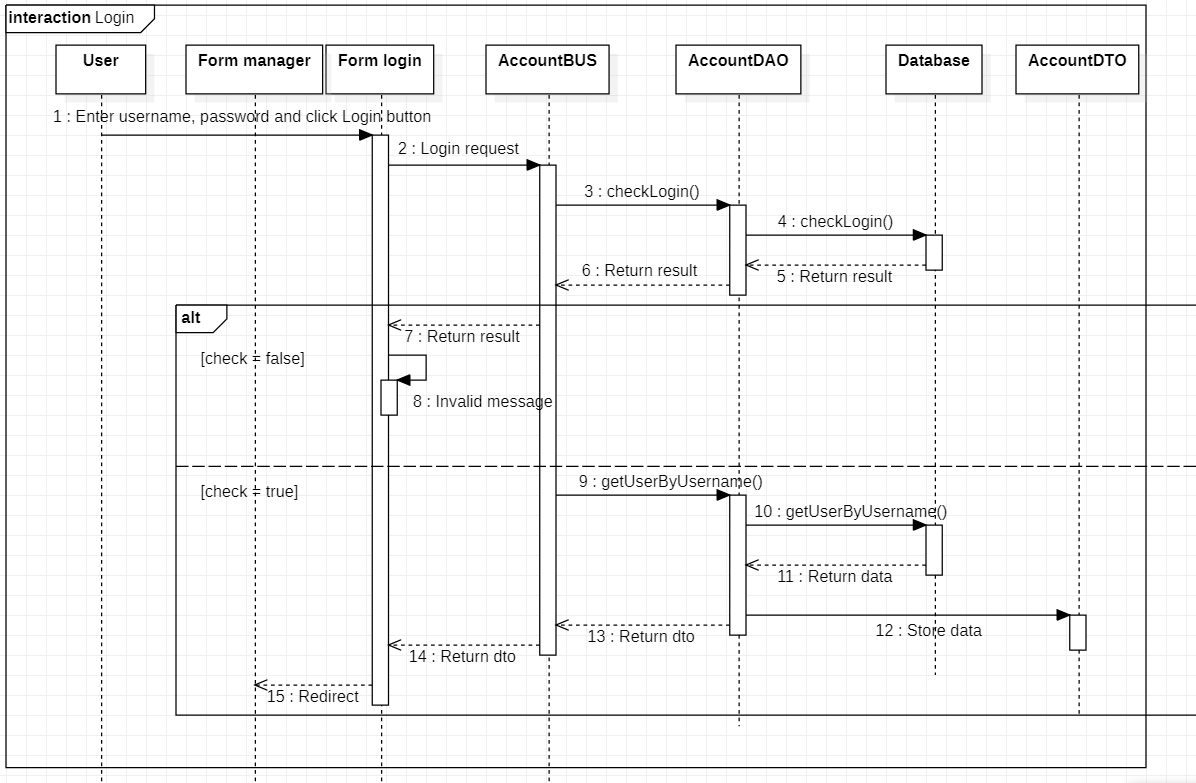 interaction Login
User
Form manager
Form login
AccountBUS
AccountDAO
Database
AccountDTO
1 : Enter username, password and click Login button
2 : Login request
3 : checkLogin()
4 : checkLogin()
5 : Return result
6 : Return result
alt
7 : Return result
[check = false]
8 : Invalid message
[check = true]
9 : getUserByUsername()
10 : getUserByUsername()
11 : Return data
12 : Store data
13 : Return dto
14 : Return dto
15 : Redirect